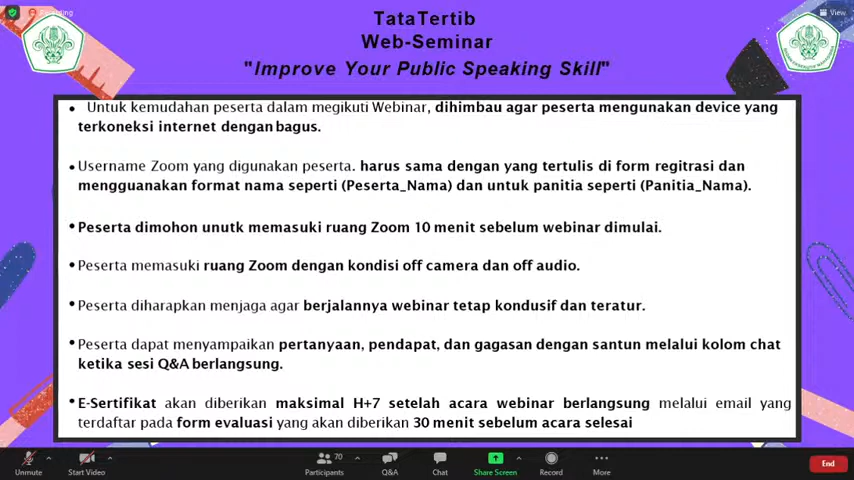 Recording
View
TataTertib
Web-Seminar
"Improve Your Public Speaking Skill"
• Untuk kemudahan peserta dalam megikuti Webinar, dihimbau agar peserta mengunakan device yang
terkoneksi internet dengan bagus.
• Username Zoom yang digunakan peserta. harus sama dengan yang tertulis di form regitrasi dan
mengguanakan format nama seperti (Peserta_Nama) dan untuk panitia seperti (Panitia_Nama).
• Peserta dimohon unutk memasuki ruang Zoom 10 menit sebelum webinar dimulai.
• Peserta memasuki ruang Zoom dengan kondisi off camera dan off audio.
• Peserta diharapkan menjaga agar berjalannya webinar tetap kondusif dan teratur.
• Peserta dapat menyampaikan pertanyaan, pendapat, dan gagasan dengan santun melalui kolom chat
ketika sesi Q&A berlangsung.
• E-Sertifikat akan diberikan maksimal H+7 setelah acara webinar berlangsung melalui email yang
terdaftar pada form evaluasi yang akan diberikan 30 menit sebelum acara selesai
Unmute
Start Video
70
Participants
Q&A
Chat
Share Screen
Record
More
End